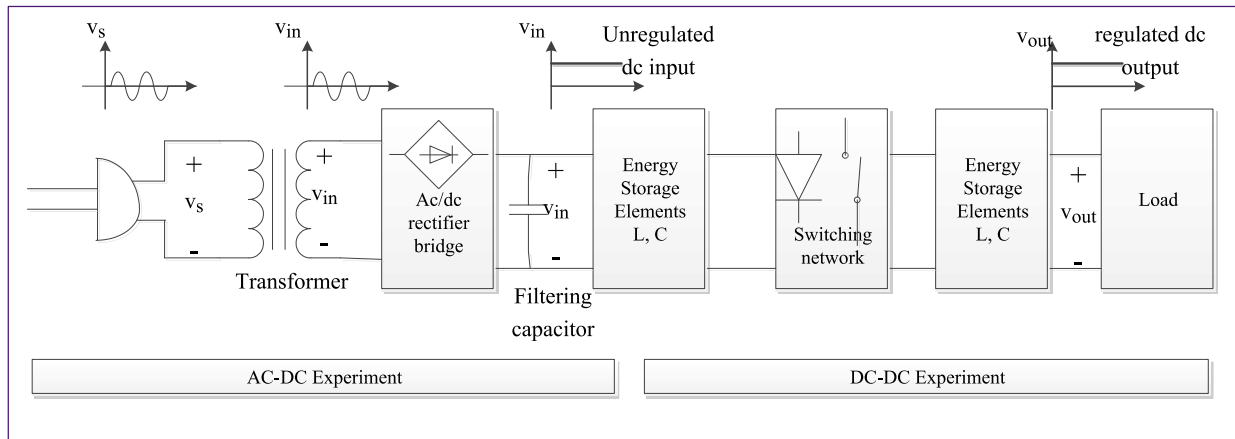 vs
vin
vin
Unregulated
dc input
vout
regulated dc
output
+
vs
-
Transformer
+
vin
-
Ac/dc
rectifier
bridge
+
vin
-
Filtering
capacitor
Energy
Storage
Elements
L, C
Switching
network
Energy
Storage
Elements
L, C
+
vout
-
Load
AC-DC Experiment
DC-DC Experiment